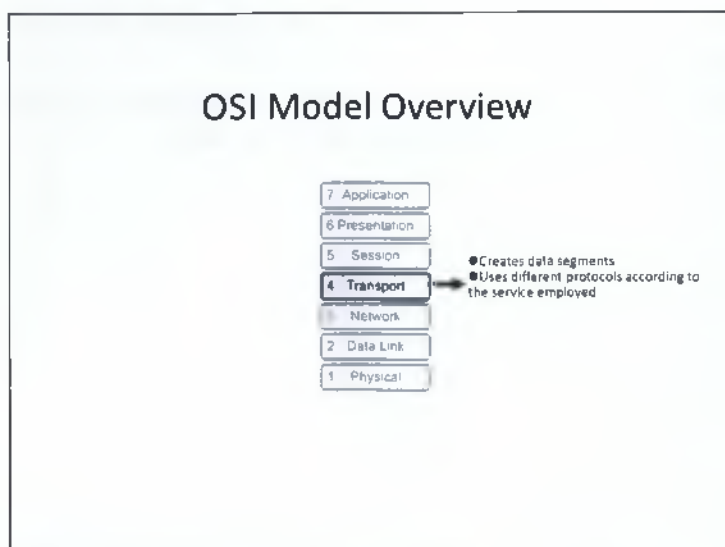 OSI Model Overview
7 Application
6 Presentation
5 Session
4 Transport
Network
2 Data Link
1 Physical
●Creates data segments
●Uses different protocols according to
the service employed